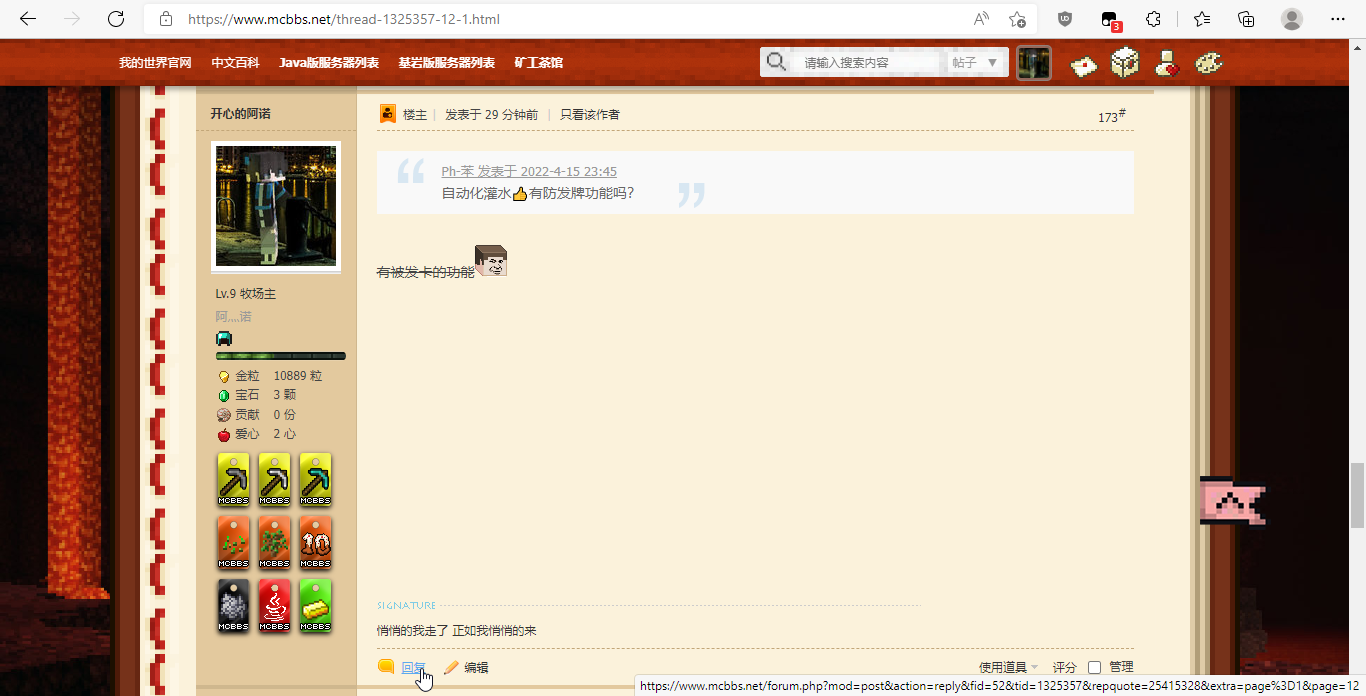 https://www.mcbbs.net/thread-1325357-12-1.html
3
我的世界官网 中文百科 Java版服务器列表 基岩版服务器列表 矿工茶馆
请输入搜索内容 帖子
开心的阿诺
楼主 发表于 29 分钟前 只看该作者
173#
Ph-苯 发表于 2022-4-15 23:45
自动化灌水👍有防发牌功能吗?
有被发卡的功能
Lv.9 牧场主
阿灬诺
金粒 10889 粒
宝石 3 颗
贡献 0 份
爱心 2 心
MCBBS MCBBS MCBBS
10
MCBBS MCBBS MCBBS
MCBBS MCBBS MCBBS
SIGNATURE
悄悄的我走了 正如我悄悄的来
回复 编辑
使用道具 评分 管理
https://www.mcbbs.net/forum.php?mod=post&action=reply&fid=52&tid=1325357&repquote=25415328&extra=page%3D1&page=12